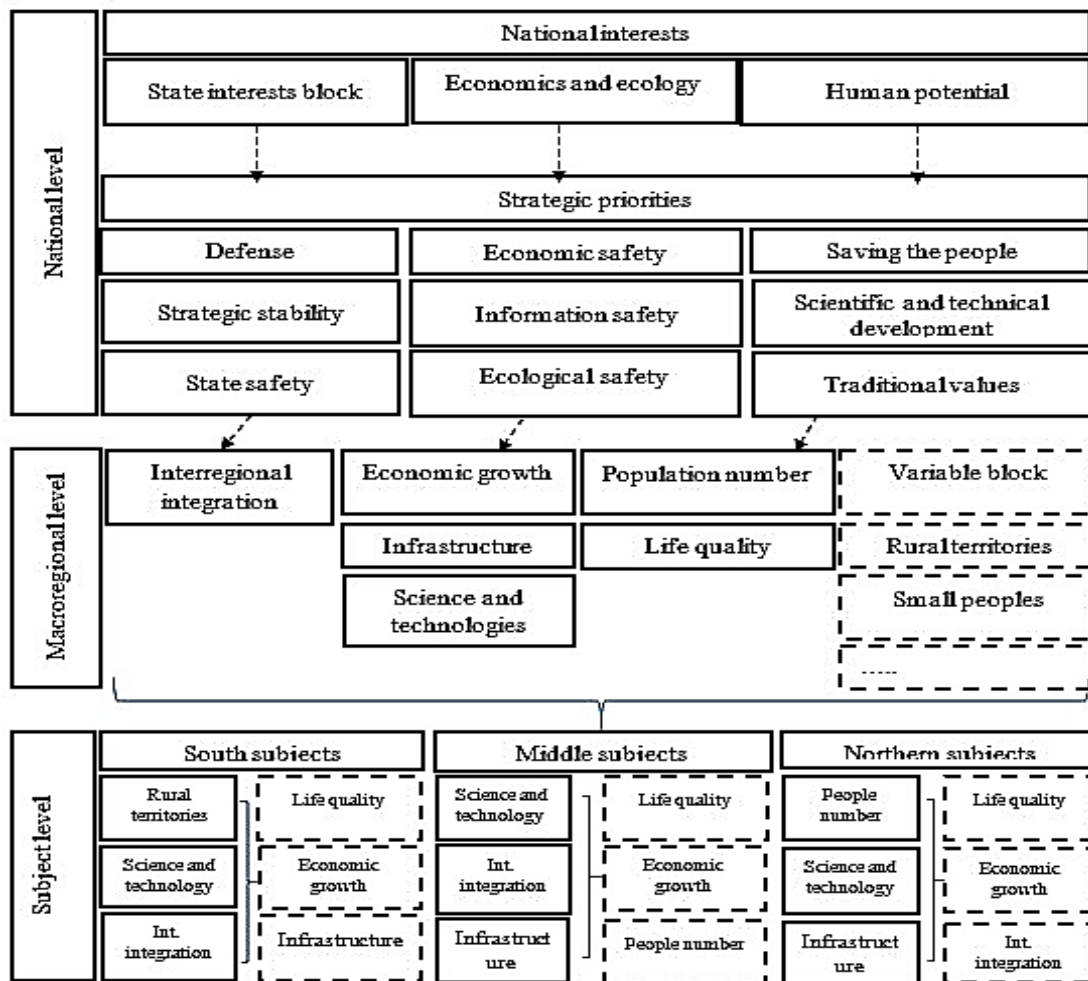 National interests
State interests block
Economics and ecology
Human potential
National level
Strategic priorities
Defense
Economic safety
Saving the people
Strategic stability
Information safety
Scientific and technical
development
State safety
Ecological safety
Traditional values
Macroregional level
Interregional
integration
Economic growth
Population number
Variable block
Infrastructure
Life quality
Rural territories
Science and
technologies
Small peoples
.....
Subject level
South subjects
Middle subjects
Northern subjects
Rural
territories
Life quality
Science and
technology
Life quality
People
number
Life quality
Science and
technology
Economic
growth
Int.
integration
Economic
growth
Science and
technology
Economic
growth
Int.
integration
Infrastructure
Infrastruct
ure
People number
Infrastruct
ure
Int.
integration